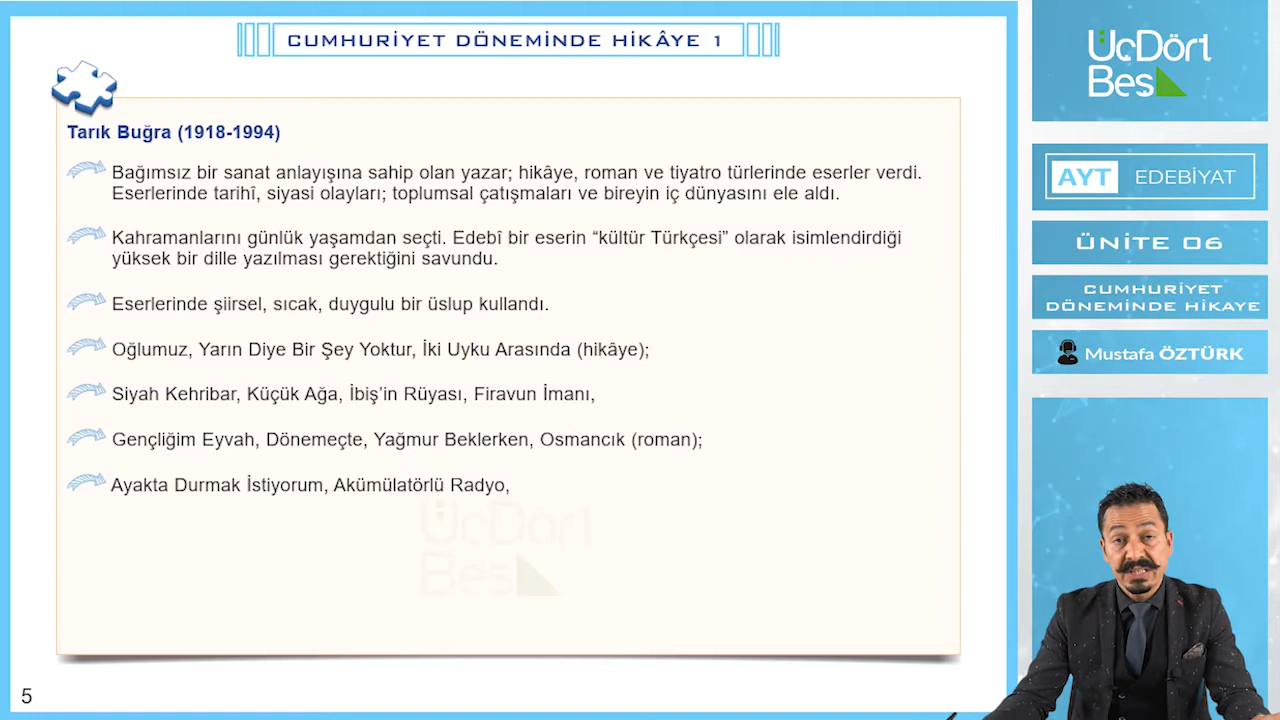 CUMHURİYET DÖNEMİNDE HİKÂYE 1
Tarık Buğra (1918-1994)
Bağımsız bir sanat anlayışına sahip olan yazar; hikâye, roman ve tiyatro türlerinde eserler verdi.
Eserlerinde tarihî, siyasi olayları; toplumsal çatışmaları ve bireyin iç dünyasını ele aldı.
Kahramanlarını günlük yaşamdan seçti. Edebî bir eserin “kültür Türkçesi” olarak isimlendirdiği
yüksek bir dille yazılması gerektiğini savundu.
Eserlerinde şiirsel, sıcak, duygulu bir üslup kullandı.
Oğlumuz, Yarın Diye Bir Şey Yoktur, İki Uyku Arasında (hikâye);
Siyah Kehribar, Küçük Ağa, İbiş’in Rüyası, Firavun İmanı,
Gençliğim Eyvah, Dönemeçte, Yağmur Beklerken, Osmancık (roman);
Ayakta Durmak İstiyorum, Akümülatörlü Radyo,
ÜçDört
Beş
5
ÜçDört
Beş
AYT EDEBİYAT
ÜNİTE 06
CUMHURİYET
DÖNEMİNDE HİKAYE
Mustafa ÖZTÜRK